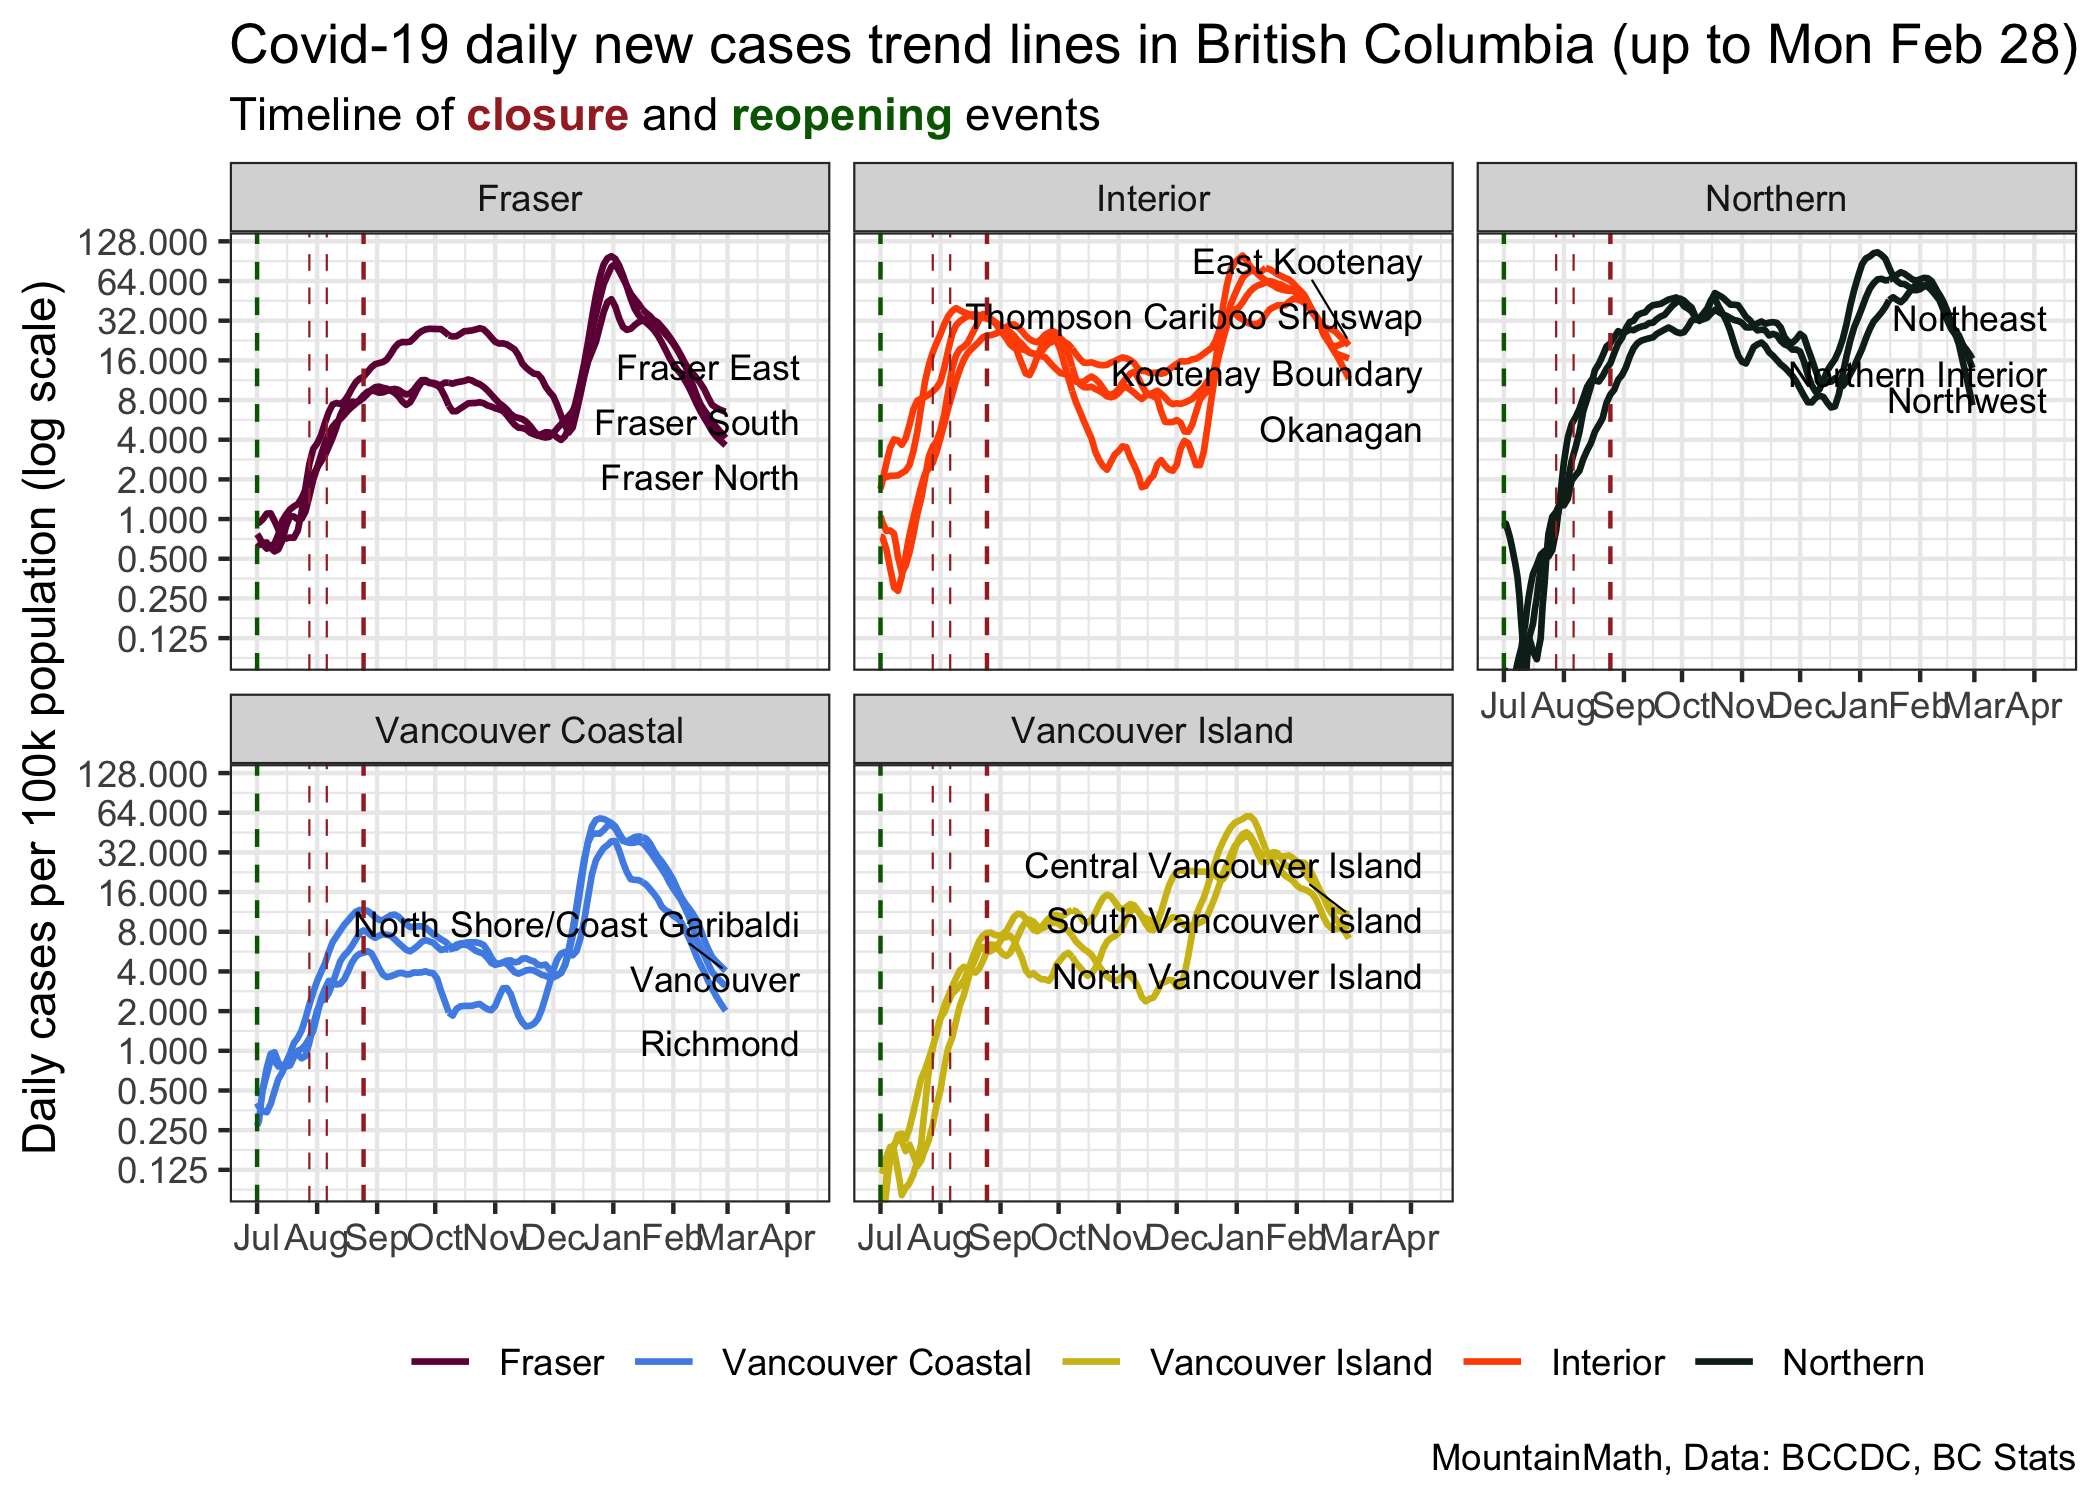 Covid-19 daily new cases trend lines in British Columbia (up to Mon Feb 28)
Timeline of closure and reopening events
Daily cases per 100k population (log scale)
Fraser
Interior
Northern
128.000
64.000
32.000
16.000
8.000
4.000
2.000
1.000
0.500
0.250
0.125
Fraser East
Fraser South
Fraser North
East Kootenay
Thompson Cariboo Shuswap
Kootenay Boundary
Okanagan
Northeast
Northern Interior
Northwest
Jul Aug Sep Oct Nov Dec Jan Feb Mar Apr
Vancouver Coastal
Vancouver Island
128.000
64.000
32.000
16.000
8.000
4.000
2.000
1.000
0.500
0.250
0.125
North Shore/Coast Garibaldi
Vancouver
Richmond
Central Vancouver Island
South Vancouver Island
North Vancouver Island
Jul Aug Sep Oct Nov Dec Jan Feb Mar Apr
Jul Aug Sep Oct Nov Dec Jan Feb Mar Apr
Fraser Vancouver Coastal Vancouver Island Interior Northern
MountainMath, Data: BCCDC, BC Stats